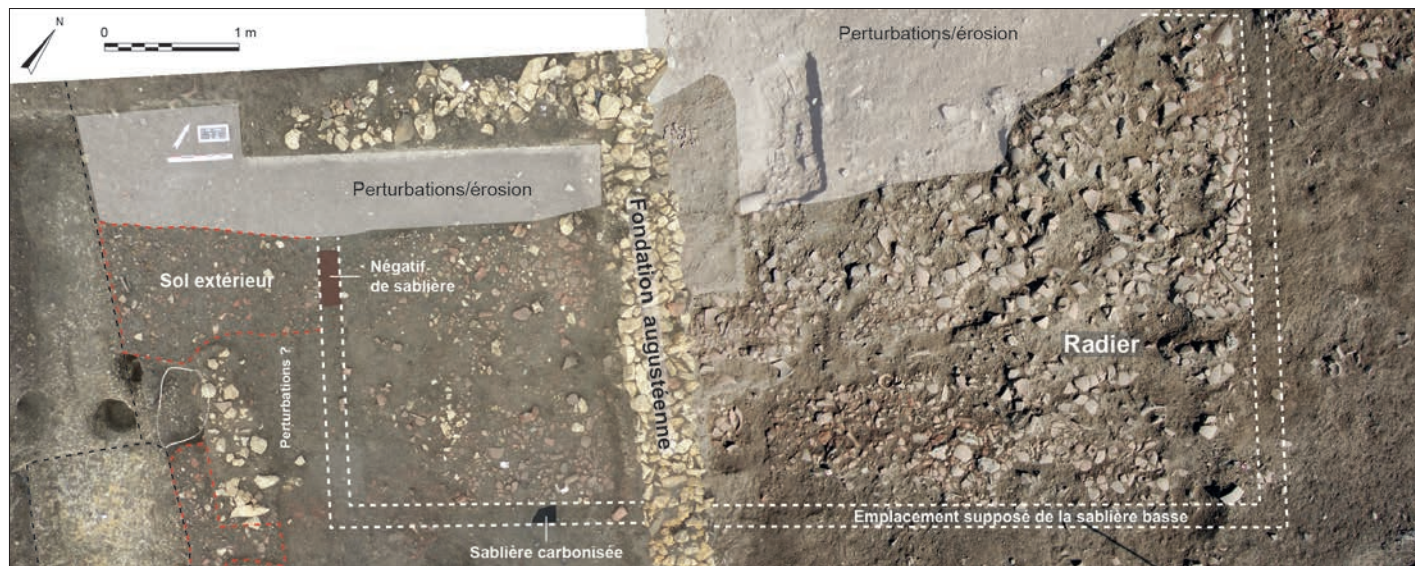 N
0
1 m
Perturbations/érosion
Perturbations/érosion
Fondation augustéenne
Sol extérieur
Négatif
de sablière
Radier
Perturbations ?
Emplacement supposé de la sablière basse
Sablière carbonisée